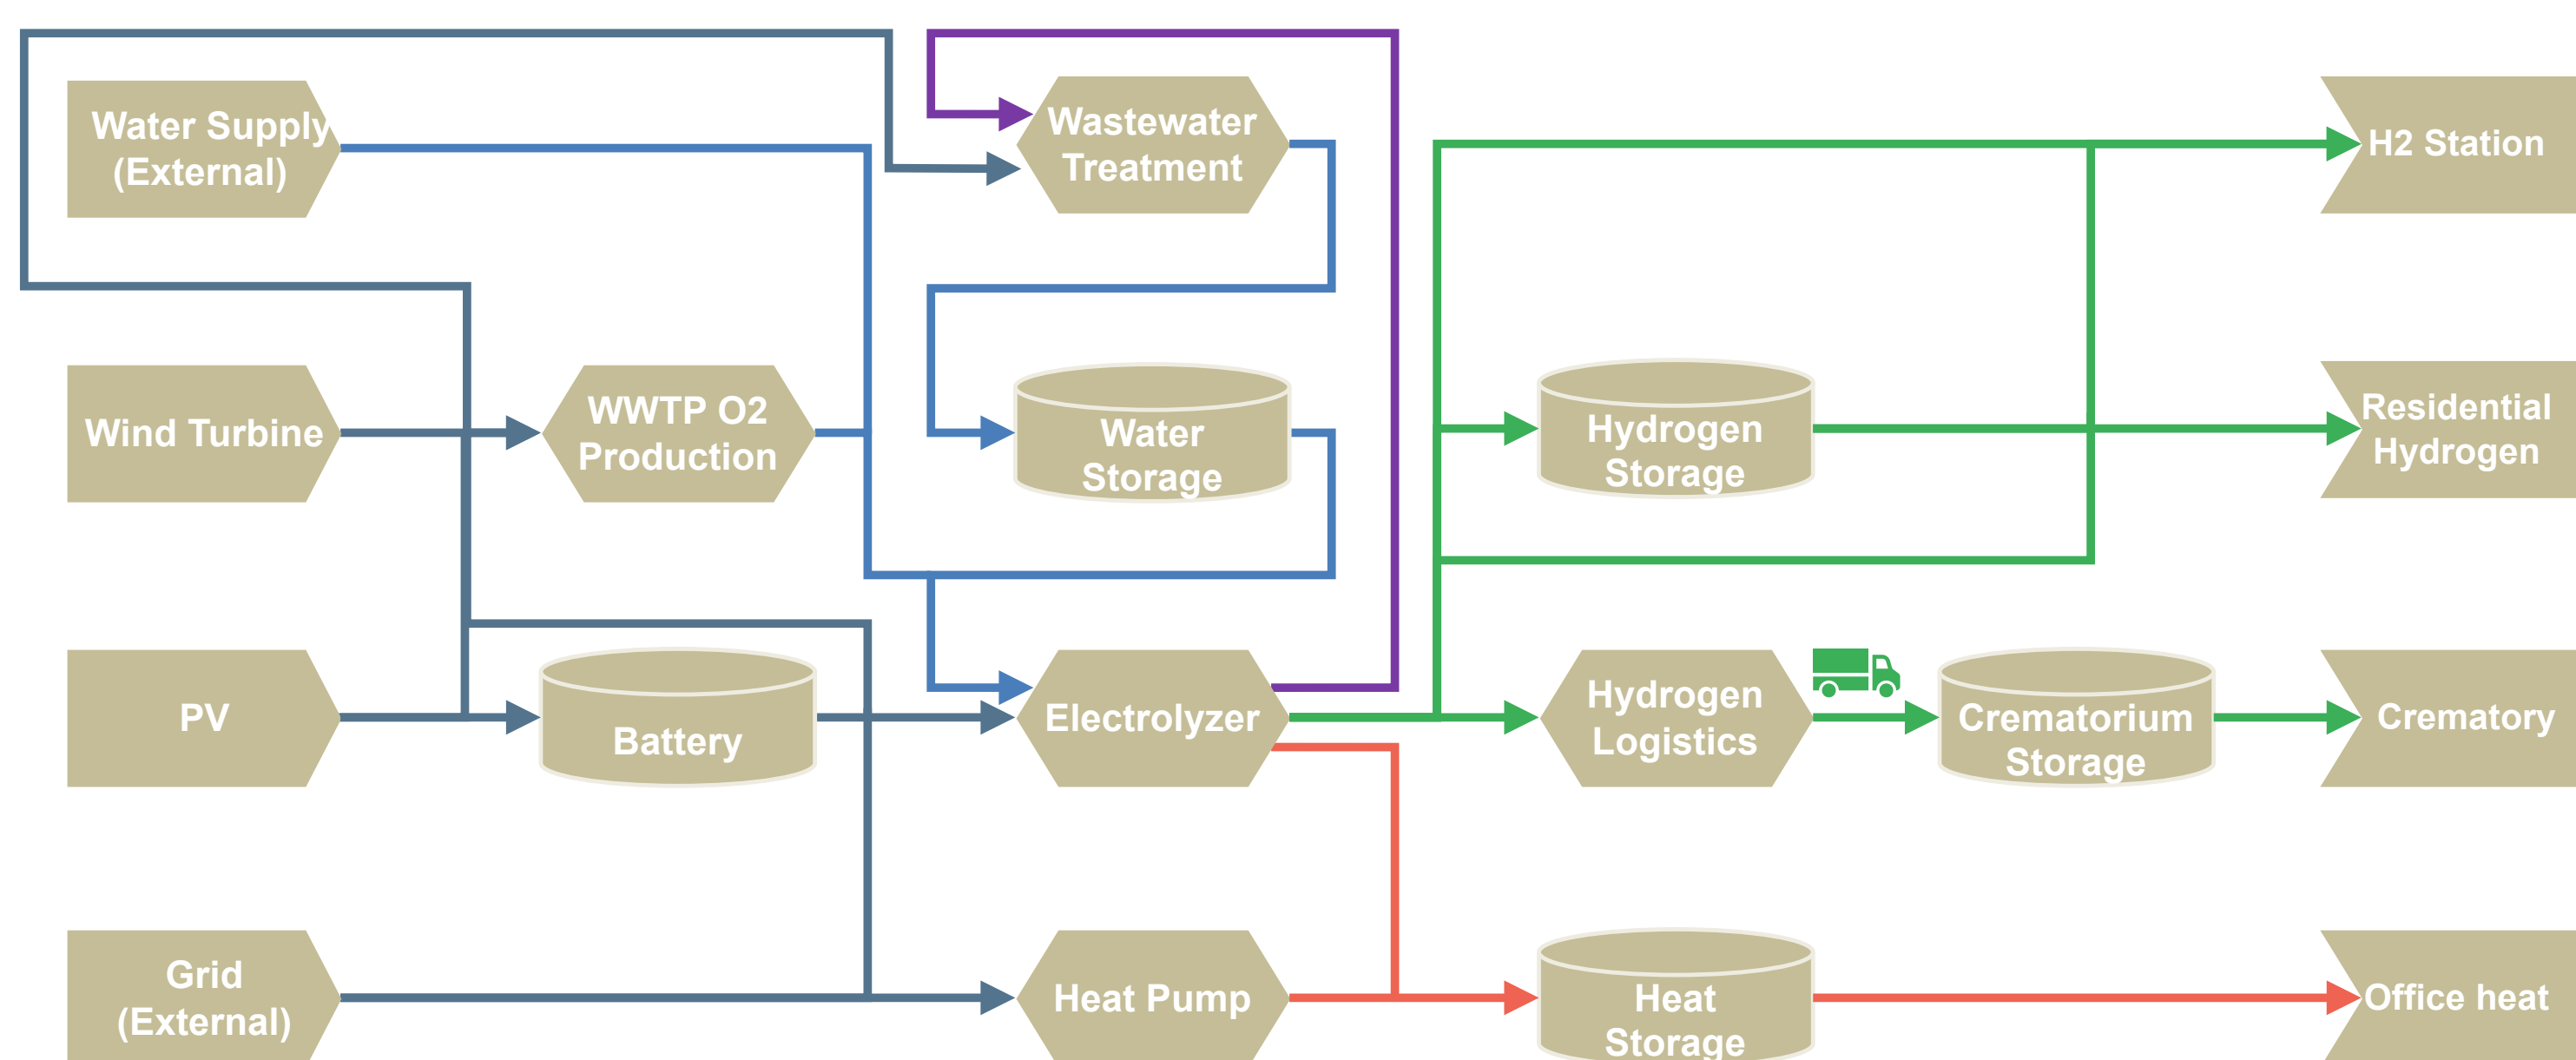 Water Supply
(External)
Wastewater
Treatment
H2 Station
Wind Turbine
WWTP O2
Production
Water
Storage
Hydrogen
Storage
Residential
Hydrogen
PV
Battery
Electrolyzer
Hydrogen
Logistics
Crematorium
Storage
Crematory
Grid
(External)
Heat Pump
Heat
Storage
Office heat